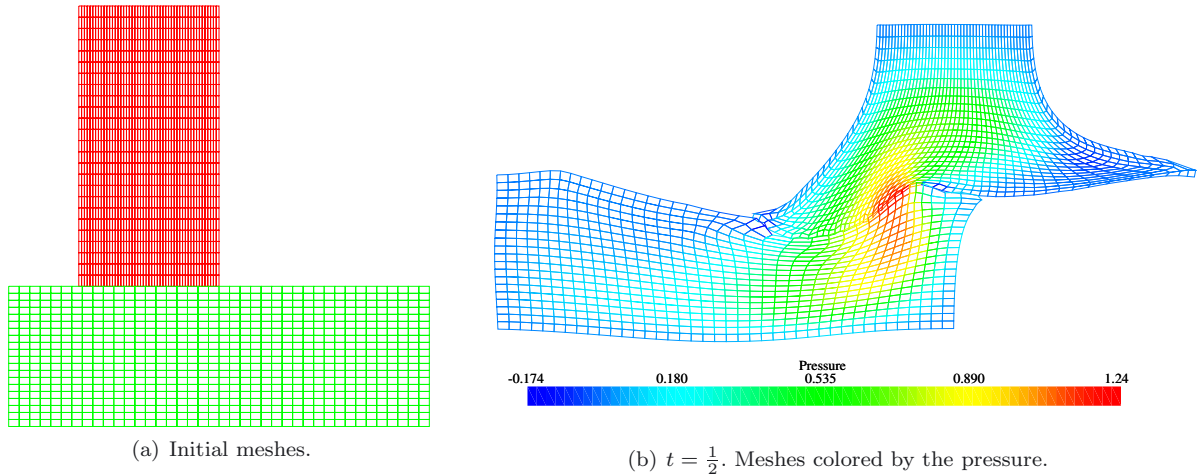 Pressure
-0.174 0.180 0.535 0.890 1.24
(a) Initial meshes.
(b) t = 1/2. Meshes colored by the pressure.